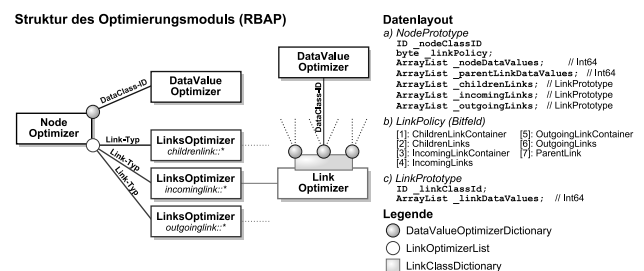 Struktur des Optimierungsmoduls (RBAP)
DataValue
Optimizer
DataClass-ID
Node
Optimizer
Link-Typ
Link-Typ
Link-Typ
LinksOptimizer
childrenlink::*
LinksOptimizer
incominglink::*
LinksOptimizer
outgoinglink::*
DataValue
Optimizer
DataClass-ID
Link
Optimizer
Datenlayout
a) NodePrototype
ID _nodeClassID
byte _linkPolicy;
ArrayList _nodeDataValues; // Int64
ArrayList _parentLinkDataValues; // Int64
ArrayList _childrenLinks; // LinkPrototype
ArrayList _incomingLinks; // LinkPrototype
ArrayList _outgoingLinks; // LinkPrototype
b) LinkPolicy (Bitfeld)
[1]: ChildrenLinkContainer [5]: OutgoingLinkContainer
[2]: ChildrenLinks [6]: OutgoingLinks
[3]: IncomingLinkContainer [7]: ParentLink
[4]: IncomingLinks
c) LinkPrototype
ID _linkClassId;
ArrayList _linkDataValues; // Int64
Legende
DataValueOptimizerDictionary
LinkOptimizerList
LinkClassDictionary